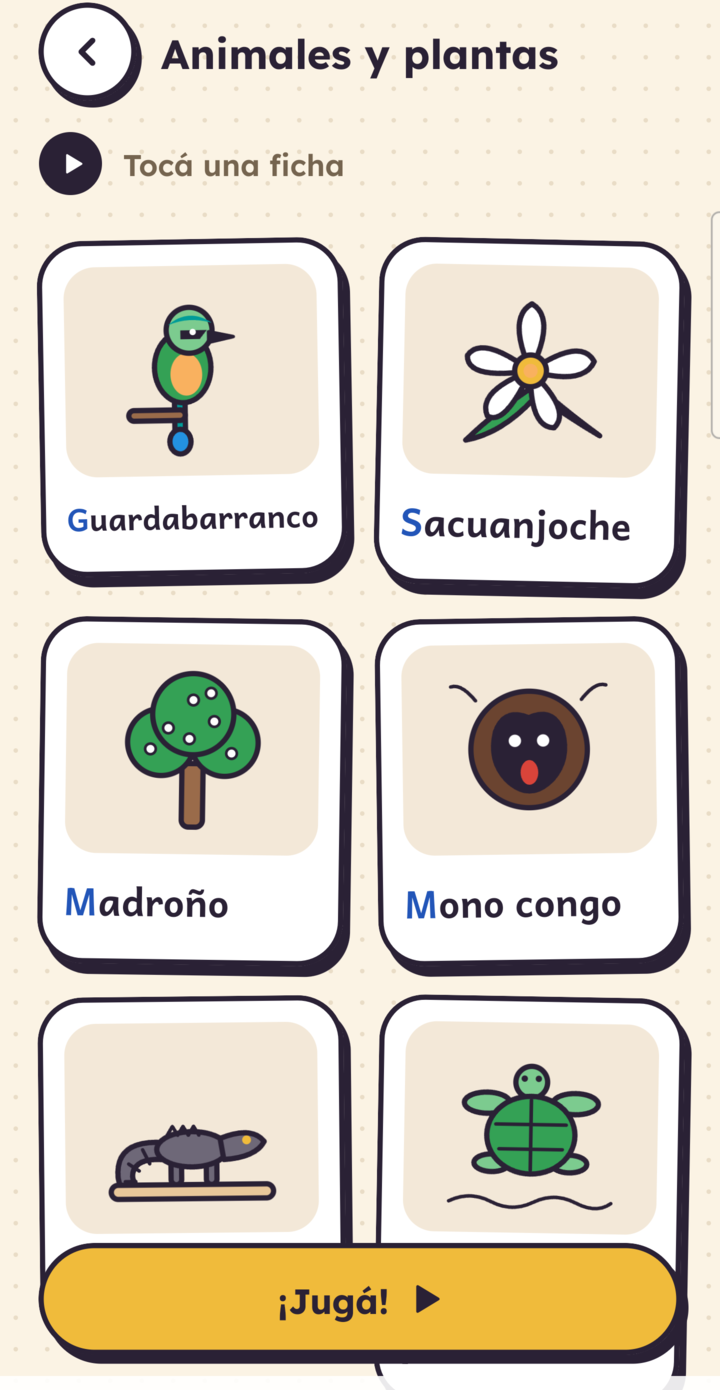 Animales y plantas
Tocá una ficha
Guardabarranco
Sacuanjoche
Madroño
Mono congo
¡Jugá!